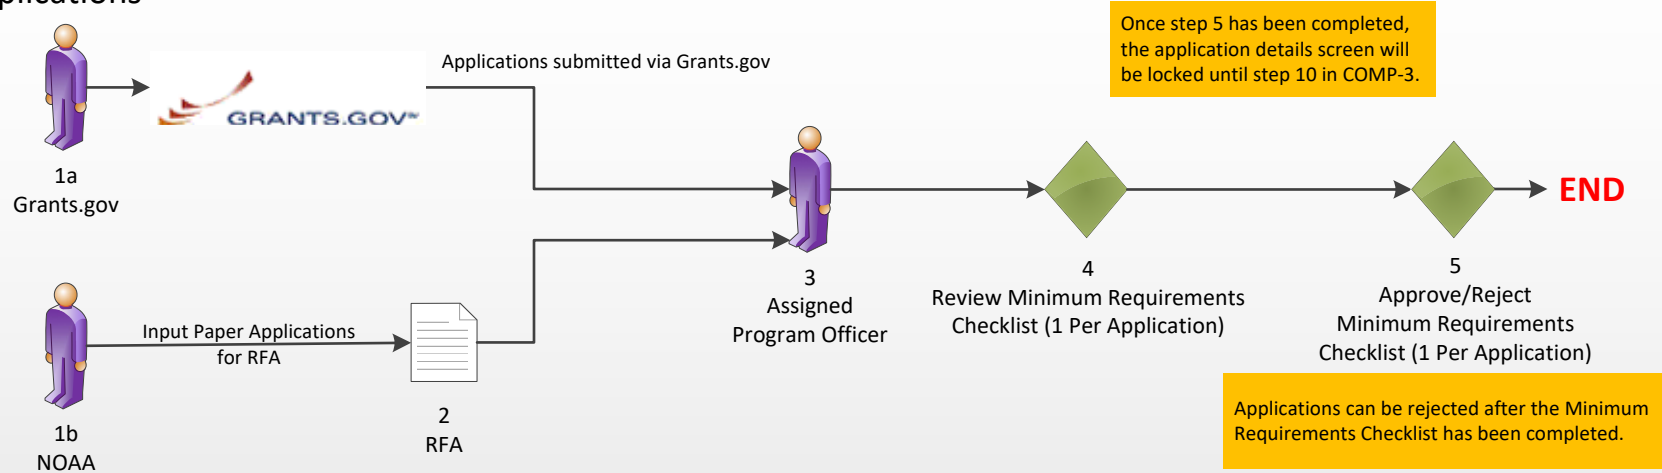 Applications submitted via Grants.gov
GRANTS.GOV
1a
Grants.gov
Once step 5 has been completed,
the application details screen will
be locked until step 10 in COMP-3.
END
3
Assigned
Program Officer
4
Review Minimum Requirements
Checklist (1 Per Application)
5
Approve/Reject
Minimum Requirements
Checklist (1 Per Application)
Input Paper Applications
for RFA
2
RFA
1b
NOAA
Applications can be rejected after the Minimum
Requirements Checklist has been completed.